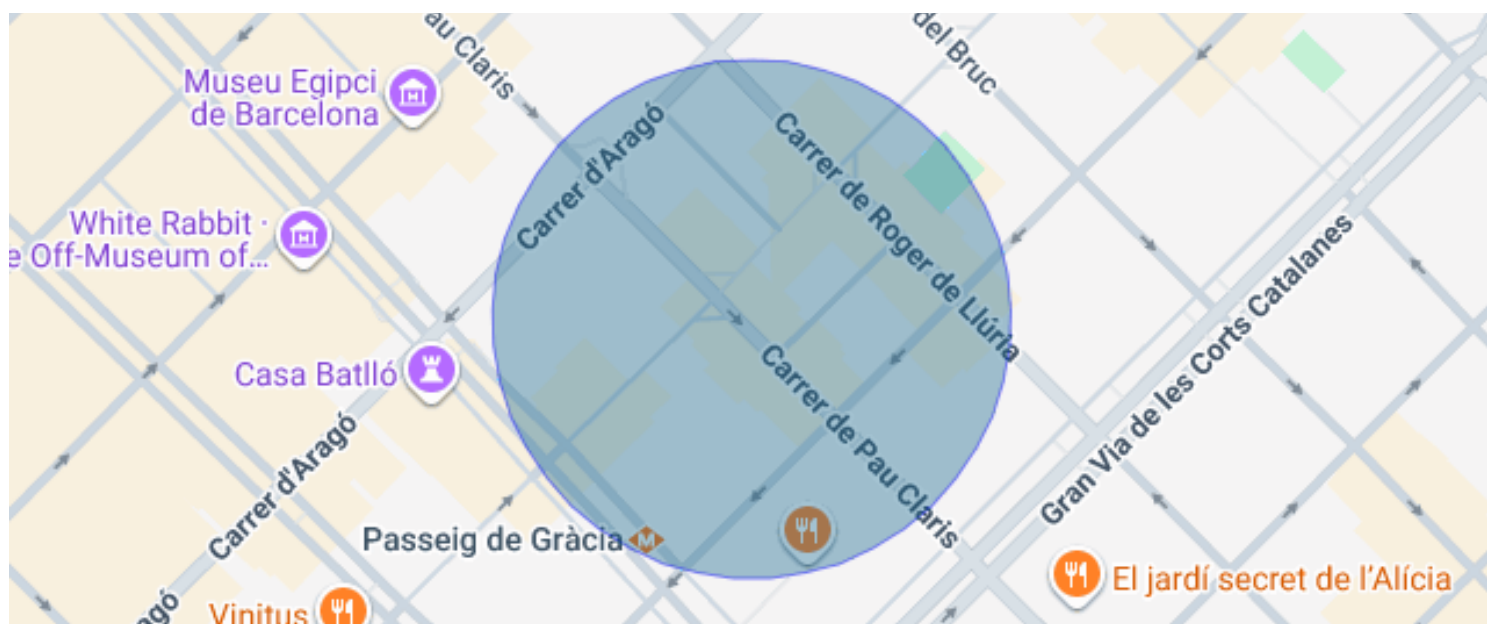 au Claris
del Bruc
Museu Egipci
de Barcelona
Carrer d'Aragó
Carrer de Roger de Llúria
White Rabbit ·
e Off-Museum of...
Gran Via de les Corts Catalanes
Casa Batlló
Carrer de Pau Claris
Carrer d'Aragó
Passeig de Gràcia
M
El jardí secret de l'Alícia
Vinitus
agó